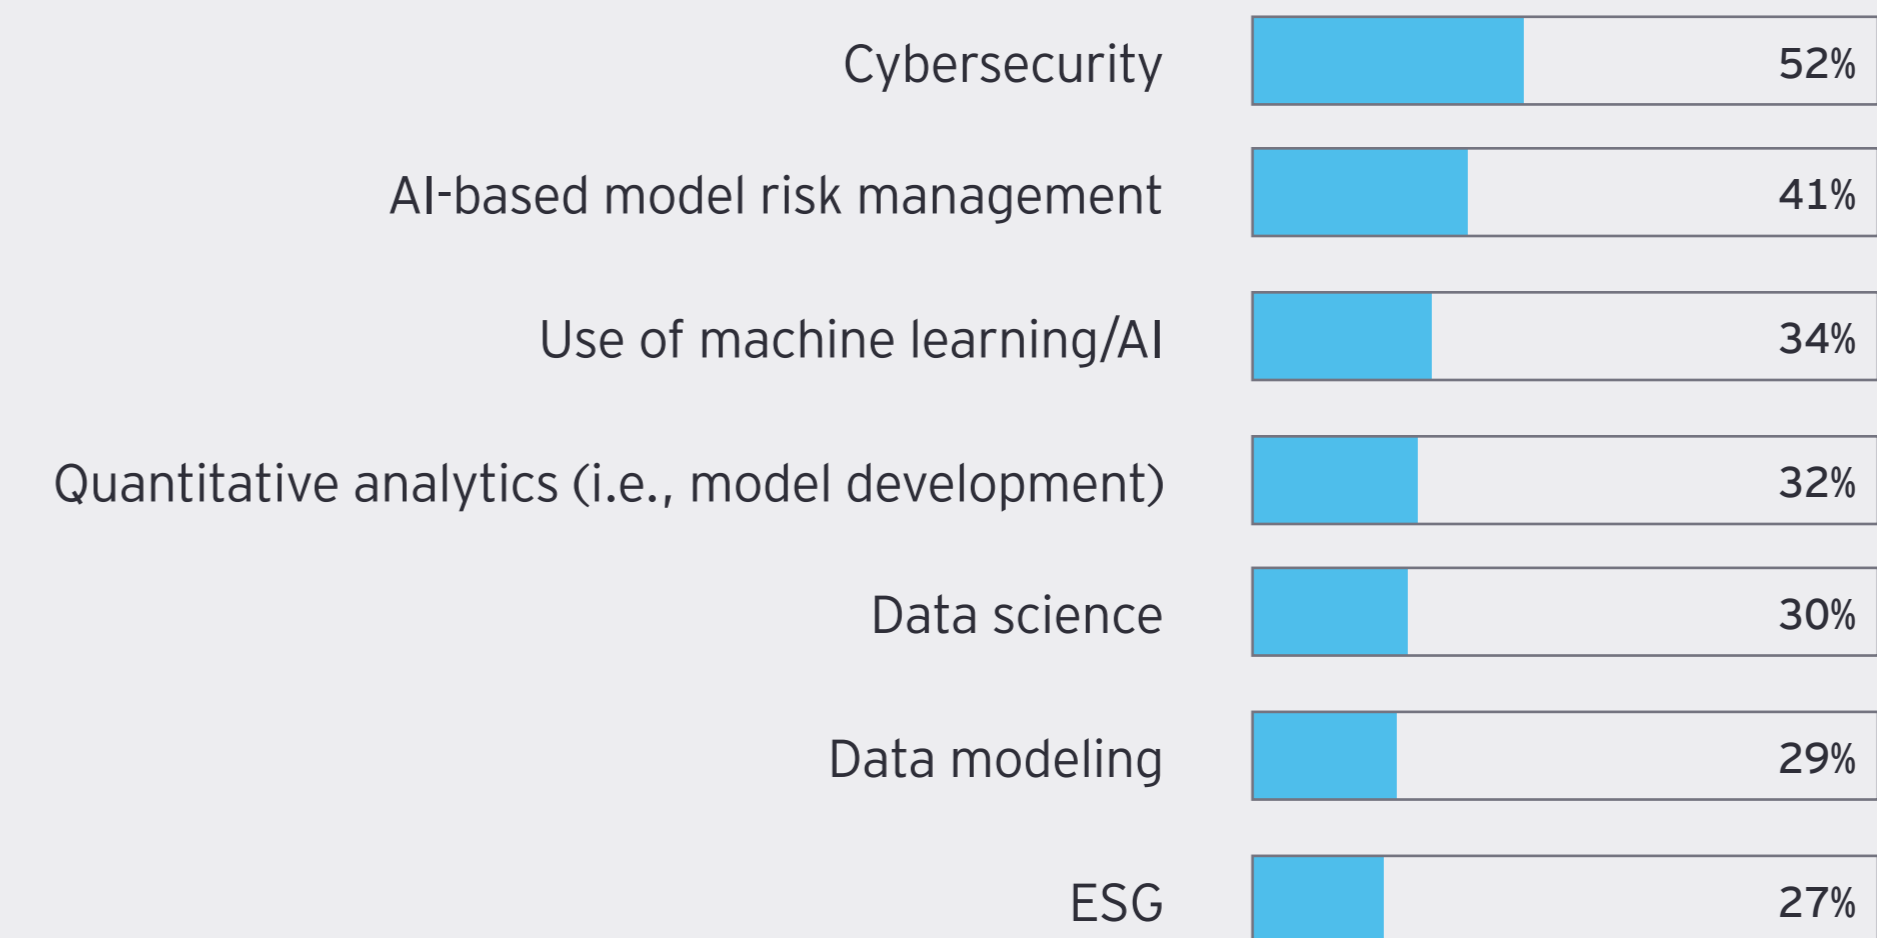 Cybersecurity 52%
AI-based model risk management 41%
Use of machine learning/AI 34%
Quantitative analytics (i.e., model development) 32%
Data science 30%
Data modeling 29%
ESG 27%